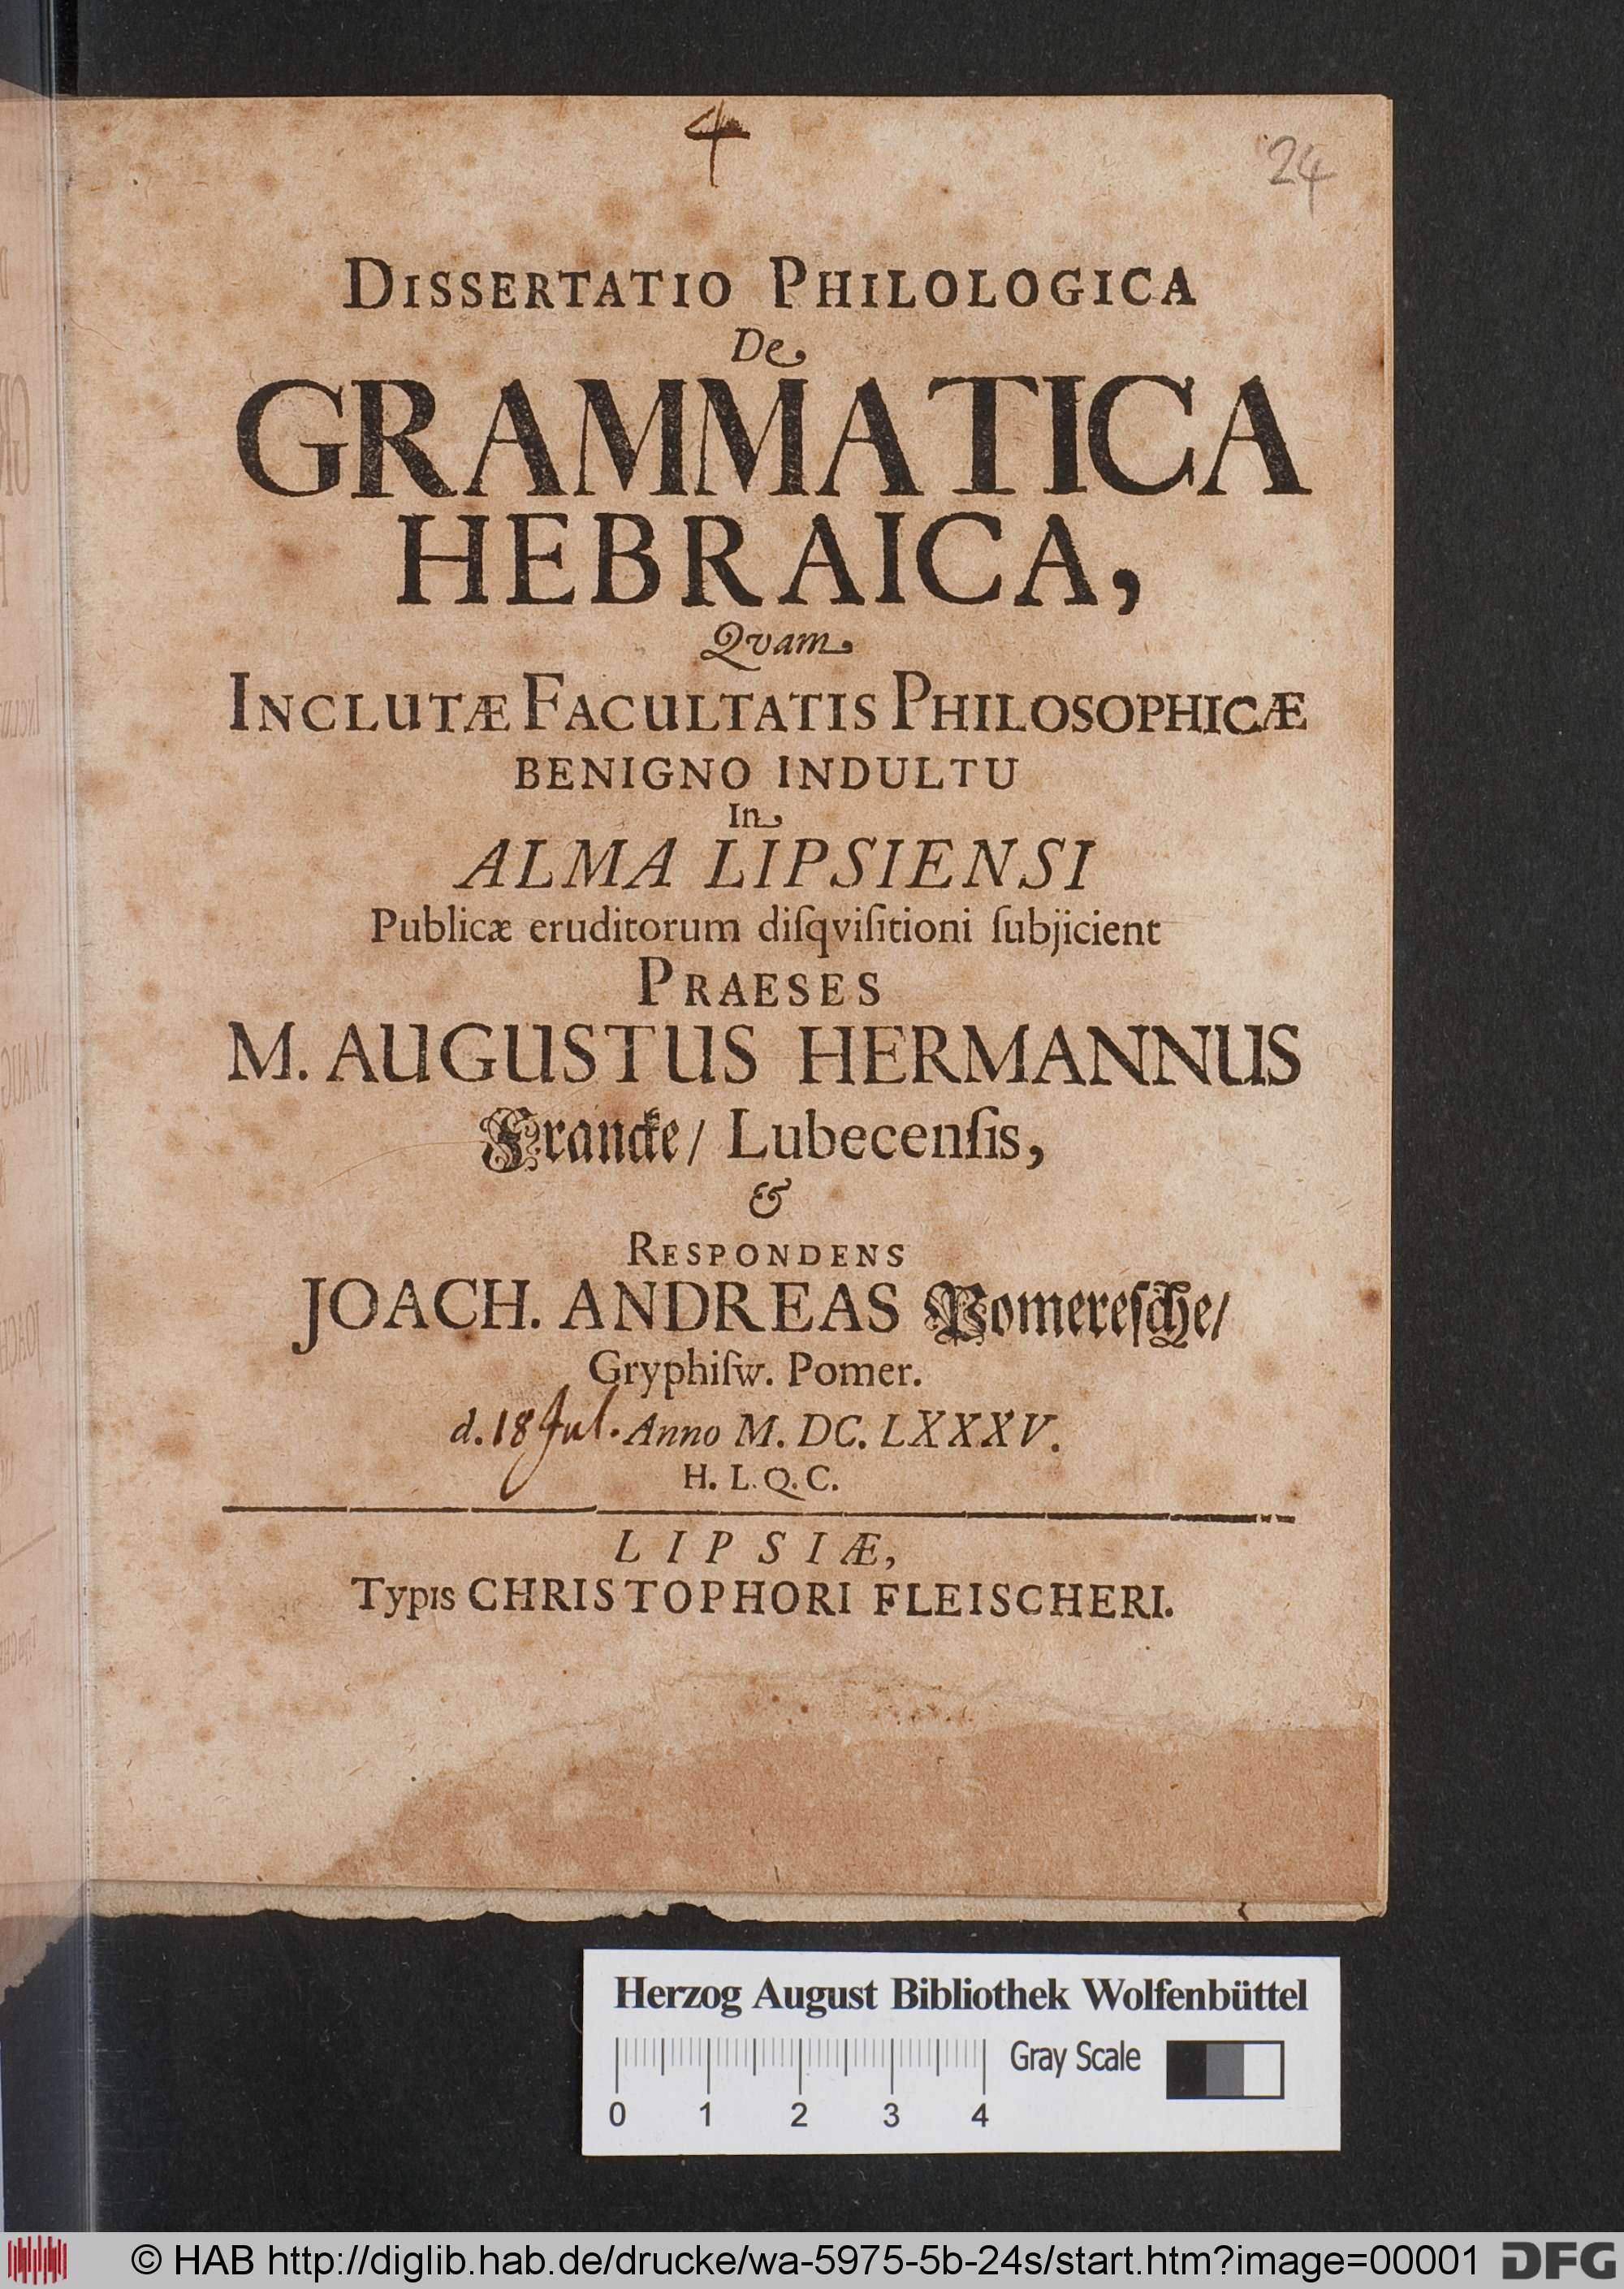 4
24
DISSERTATIO PHILOLOGICA
De
GRAMMATICA
HEBRAICA,
Qvam
INCLUTÆ FACULTATIS PHILOSOPHICÆ
BENIGNO INDULTU
In
ALMA LIPSIENSI
Publicæ eruditorum diſqviſitioni ſubjicient
PRAESES
M. AUGUSTUS HERMANNUS
Francke/ Lubecenſis,
&
RESPONDENS
JOACH. ANDREAS Pomereſche/
Gryphiſw. Pomer.
d. 18 Jul. Anno M. DC. LXXXV.
H. L. Q. C.
LIPSIÆ,
Typis CHRISTOPHORI FLEISCHERI.
Herzog August Bibliothek Wolfenbüttel
Gray Scale
0 1 2 3 4
© HAB http://diglib.hab.de/drucke/wa-5975-5b-24s/start.htm?image=00001 DFG